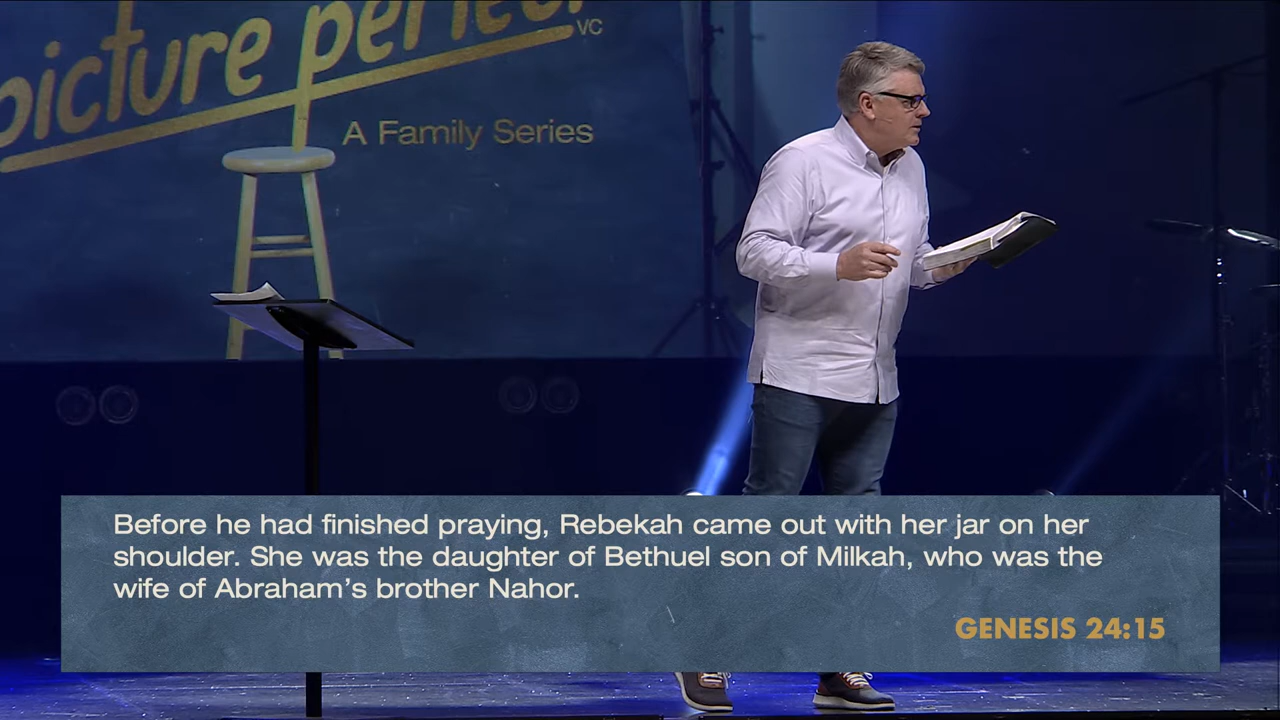 picture perfect
VC
A Family Series
Before he had finished praying, Rebekah came out with her jar on her
shoulder. She was the daughter of Bethuel son of Milkah, who was the
wife of Abraham’s brother Nahor.
GENESIS 24:15